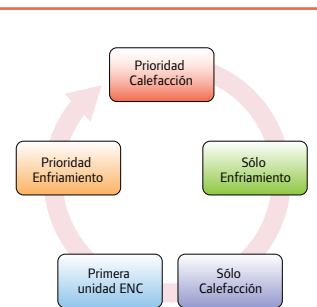 Prioridad
Calefacción
Prioridad
Enfriamiento
Sólo
Enfriamiento
Primera
unidad ENC
Sólo
Calefacción